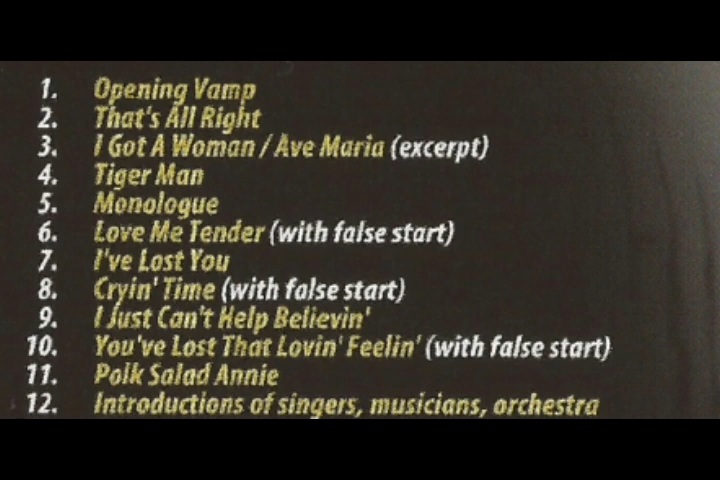 1. Opening Vamp
2. That's All Right
3. I Got A Woman / Ave Maria (excerpt)
4. Tiger Man
5. Monologue
6. Love Me Tender (with false start)
7. I've Lost You
8. Cryin' Time (with false start)
9. I Just Can't Help Believin'
10. You've Lost That Lovin' Feelin' (with false start)
11. Polk Salad Annie
12. Introductions of singers, musicians, orchestra